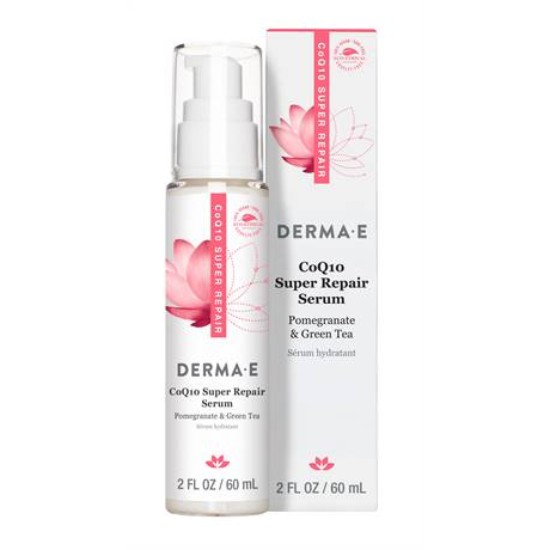 CoQ10 SUPER REPAIR
DERMA·E
CoQ10 Super Repair
Serum
Pomegranate & Green Tea
Sérum hydratant
2 FL OZ / 60 mL
CoQ10 SUPER REPAIR
DERMA·E
CoQ10
Super Repair
Serum
Pomegranate
& Green Tea
Sérum hydratant
2 FL OZ / 60 mL